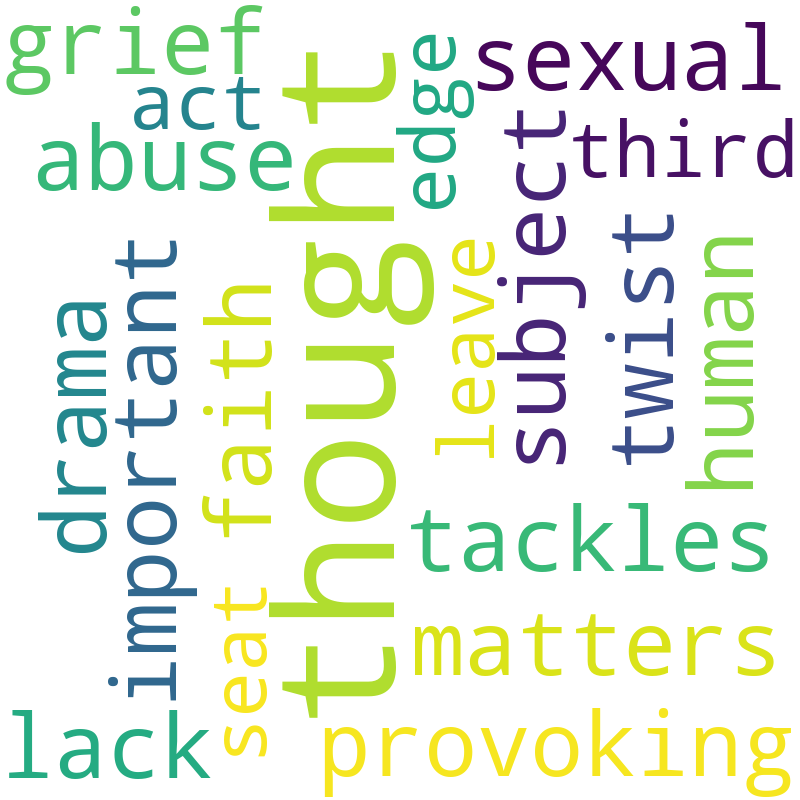 grief
act
abuse
thought
edge
sexual
third
subject
twist
human
leave
drama
important
faith
seat
tackles
matters
lack
provoking